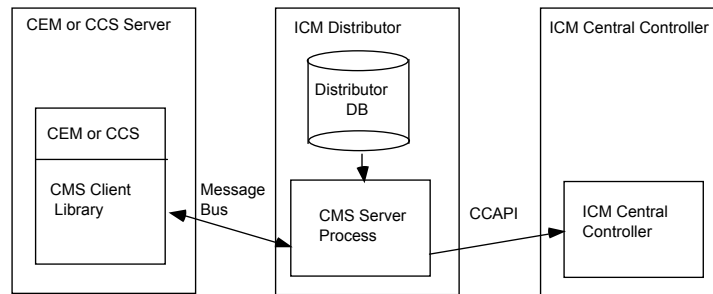 CEM or CCS Server
CEM or CCS
CMS Client
Library
Message
Bus
ICM Distributor
Distributor
DB
CMS Server
Process
CCAPI
ICM Central Controller
ICM Central
Controller